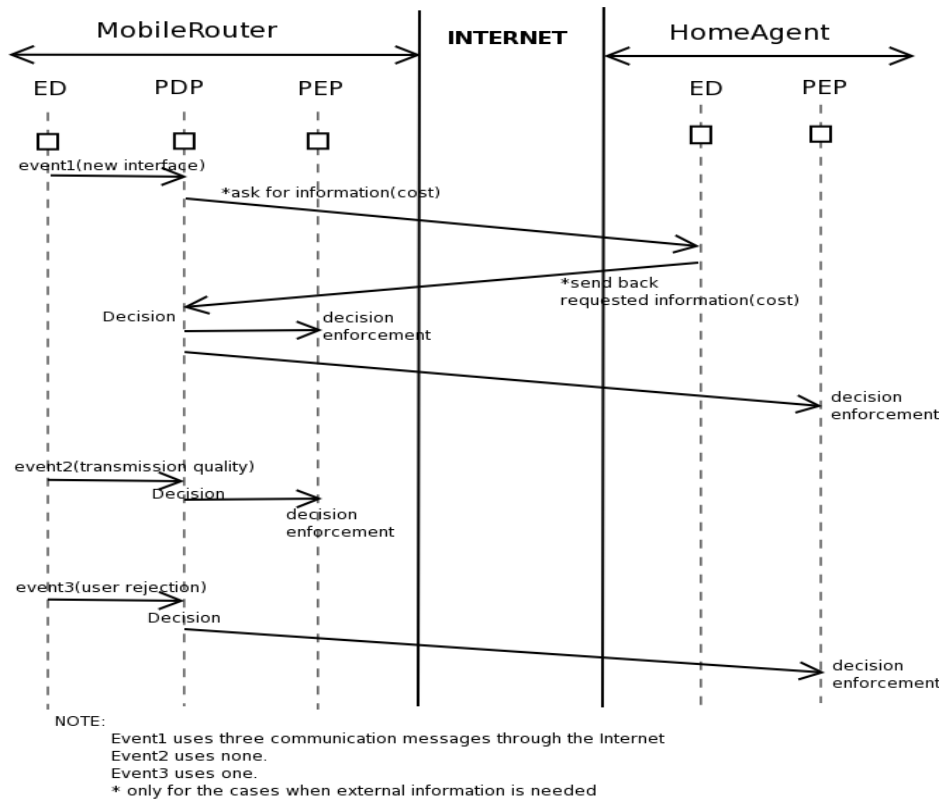 MobileRouter
INTERNET
HomeAgent
ED
PDP
PEP
ED
PEP
event1(new interface)
*ask for information(cost)
*send back
requested information(cost)
Decision
decision
enforcement
decision
enforcement
event2(transmission quality)
Decision
decision
enforcement
event3(user rejection)
Decision
decision
enforcement
NOTE:
Event1 uses three communication messages through the Internet
Event2 uses none.
Event3 uses one.
* only for the cases when external information is needed